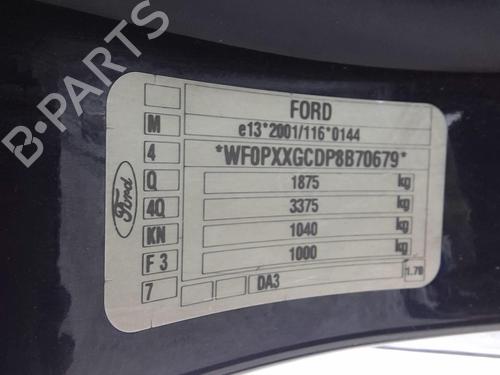 FORD
M e13*2001/116*0144
4 *WF0PXXGCDP8B70679*
Q 1875 kg
4Q 3375 kg
KN 1040 kg
F 3 1000 kg
7 DA3 1.70
Ford
B-PARTS